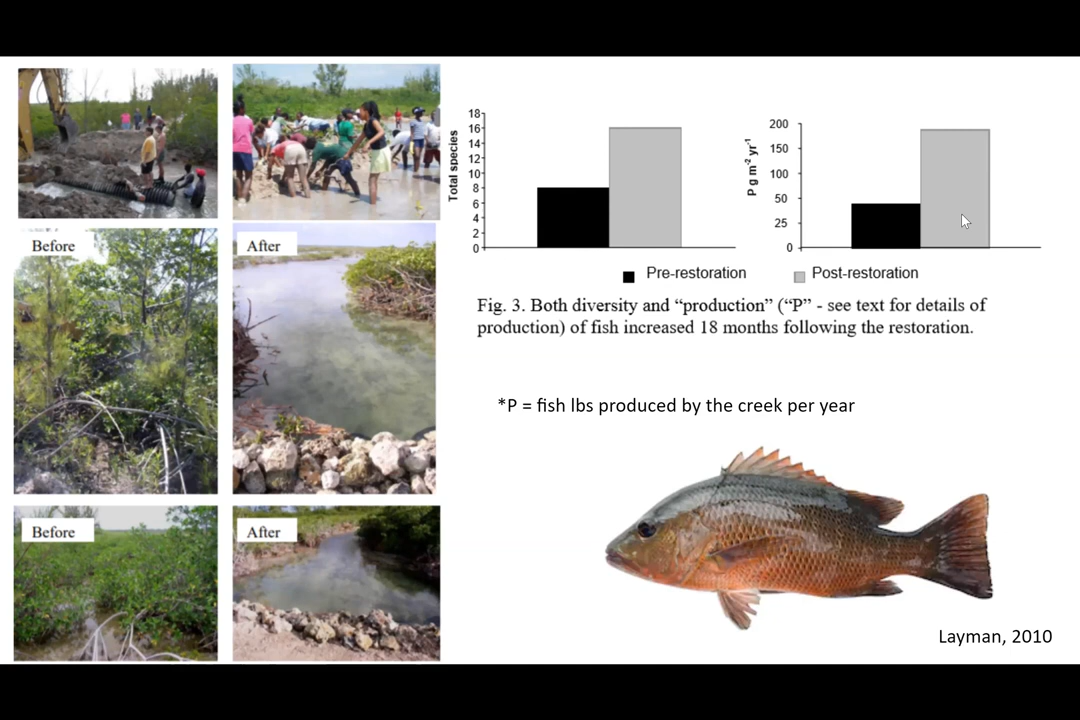 Before
After
Before
After
Total species
18
16
14
12
10
8
6
4
2
0
P g m⁻² yr⁻¹
200
150
100
50
25
0
Pre-restoration
Post-restoration
Fig. 3. Both diversity and “production” (“P” - see text for details of
production) of fish increased 18 months following the restoration.
*P = fish lbs produced by the creek per year
Layman, 2010